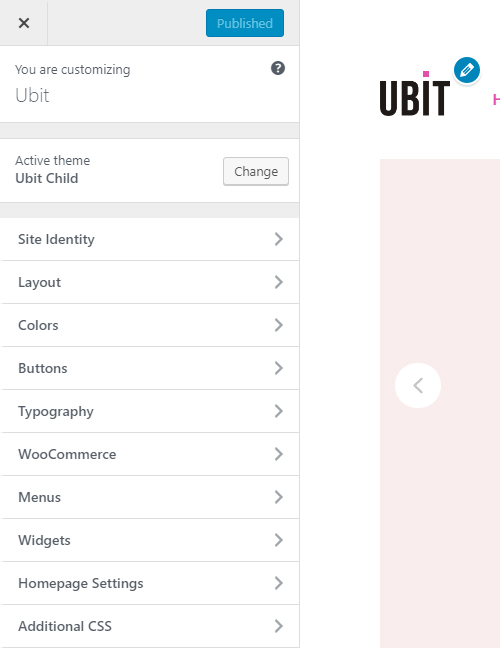 Published
You are customizing
Ubit
Active theme
Ubit Child
Change
Site Identity
Layout
Colors
Buttons
Typography
WooCommerce
Menus
Widgets
Homepage Settings
Additional CSS
UBIT
H